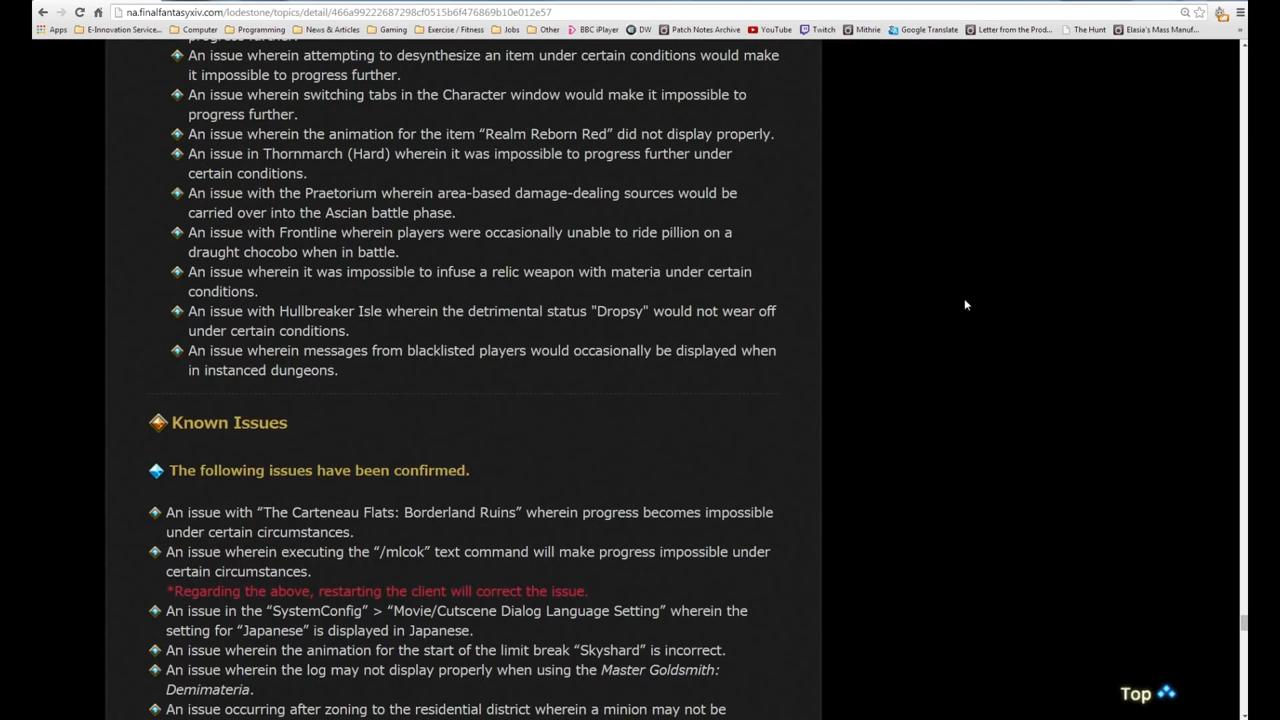 na.finalfantasyxiv.com/lodestone/topics/detail/466a99222687298cf0515b6f476869b10e012e57
Apps E-Innovation Service... Computer Programming News & Articles Gaming Exercise / Fitness Jobs Other BBC iPlayer DW Patch Notes Archive YouTube Twitch Mithrie Google Translate Letter from the Prod... The Hunt Elasia's Mass Manuf... »
progress further.
An issue wherein attempting to desynthesize an item under certain conditions would make
it impossible to progress further.
An issue wherein switching tabs in the Character window would make it impossible to
progress further.
An issue wherein the animation for the item “Realm Reborn Red” did not display properly.
An issue in Thornmarch (Hard) wherein it was impossible to progress further under
certain conditions.
An issue with the Praetorium wherein area-based damage-dealing sources would be
carried over into the Ascian battle phase.
An issue with Frontline wherein players were occasionally unable to ride pillion on a
draught chocobo when in battle.
An issue wherein it was impossible to infuse a relic weapon with materia under certain
conditions.
An issue with Hullbreaker Isle wherein the detrimental status "Dropsy" would not wear off
under certain conditions.
An issue wherein messages from blacklisted players would occasionally be displayed when
in instanced dungeons.
Known Issues
The following issues have been confirmed.
An issue with “The Carteneau Flats: Borderland Ruins” wherein progress becomes impossible
under certain circumstances.
An issue wherein executing the “/mlcok” text command will make progress impossible under
certain circumstances.
*Regarding the above, restarting the client will correct the issue.
An issue in the “SystemConfig” > “Movie/Cutscene Dialog Language Setting” wherein the
setting for “Japanese” is displayed in Japanese.
An issue wherein the animation for the start of the limit break “Skyshard” is incorrect.
An issue wherein the log may not display properly when using the Master Goldsmith:
Demimateria.
An issue occurring after zoning to the residential district wherein a minion may not be
Top